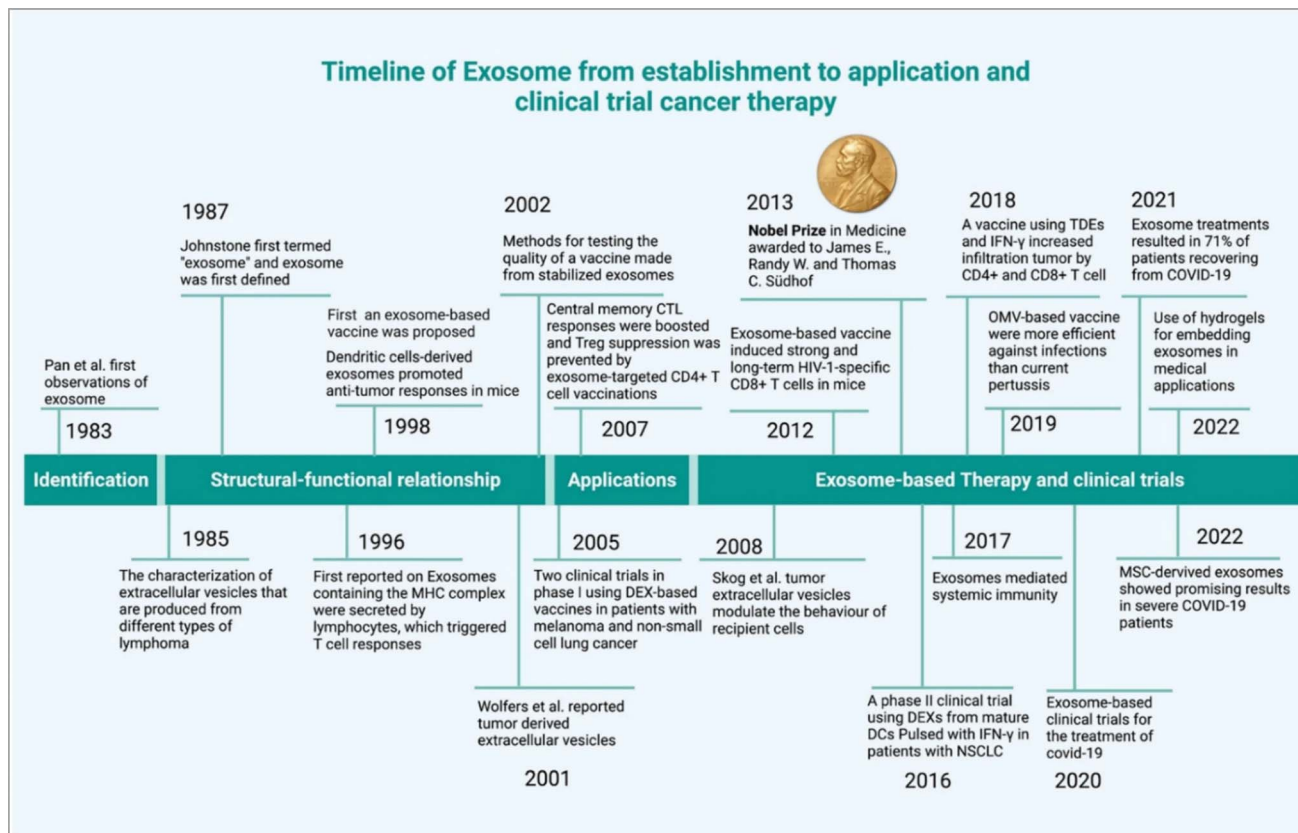 Timeline of Exosome from establishment to application and
clinical trial cancer therapy
1983
Pan et al. first
observations of
exosome
1987
Johnstone first termed
"exosome" and exosome
was first defined
1998
First an exosome-based
vaccine was proposed
Dendritic cells-derived
exosomes promoted
anti-tumor responses in mice
2002
Methods for testing the
quality of a vaccine made
from stabilized exosomes
Central memory CTL
responses were boosted
and Treg suppression was
prevented by
exosome-targeted CD4+ T
cell vaccinations
2007
2013
Nobel Prize in Medicine
awarded to James E.,
Randy W. and Thomas
C. Südhof
Exosome-based vaccine
induced strong and
long-term HIV-1-specific
CD8+ T cells in mice
2012
2018
A vaccine using TDEs
and IFN-γ increased
infiltration tumor by
CD4+ and CD8+ T cell
OMV-based vaccine
were more efficient
against infections
than current
pertussis
2019
2021
Exosome treatments
resulted in 71% of
patients recovering
from COVID-19
Use of hydrogels
for embedding
exosomes in
medical
applications
2022
Identification
Structural-functional relationship
Applications
Exosome-based Therapy and clinical trials
1985
The characterization of
extracellular vesicles that
are produced from
different types of
lymphoma
1996
First reported on Exosomes
containing the MHC complex
were secreted by
lymphocytes, which triggered
T cell responses
Wolfers et al. reported
tumor derived
extracellular vesicles
2001
2005
Two clinical trials in
phase I using DEX-based
vaccines in patients with
melanoma and non-small
cell lung cancer
2008
Skog et al. tumor
extracellular vesicles
modulate the behaviour of
recipient cells
A phase II clinical trial
using DEXs from mature
DCs Pulsed with IFN-γ in
patients with NSCLC
2016
2017
Exosomes mediated
systemic immunity
Exosome-based
clinical trials for
the treatment of
covid-19
2020
2022
MSC-dervived exosomes
showed promising results
in severe COVID-19
patients